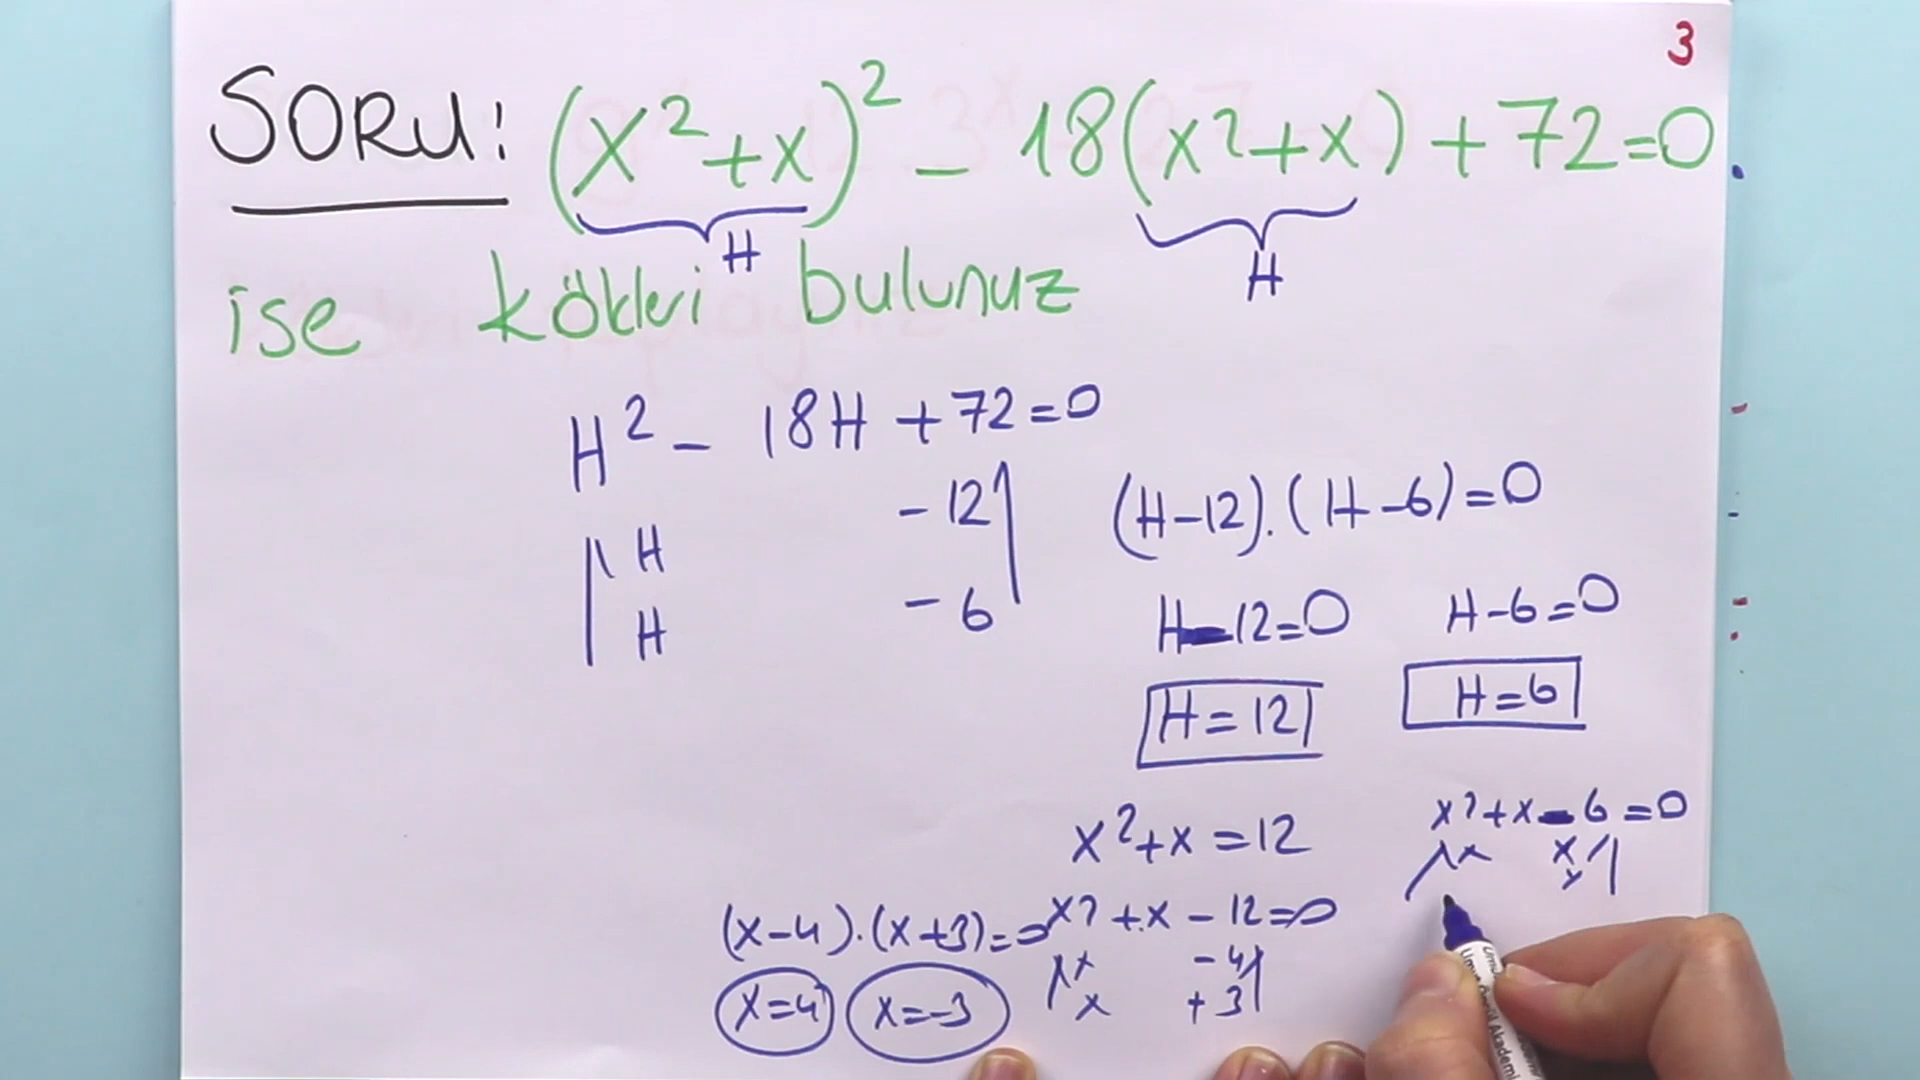 3
SORU: (x²+x)² - 18(x²+x) + 72=0
H H
ise kökleri bulunuz
H² - 18H + 72=0
H -12
H -6
(H-12).(H-6)=0
H-12=0 H-6=0
H=12 H=6
x²+x=12 x²+x-6=0
x x
x
x²+x-12=0
x -4
x +3
(x-4).(x+3)=0
x=4 x=-3